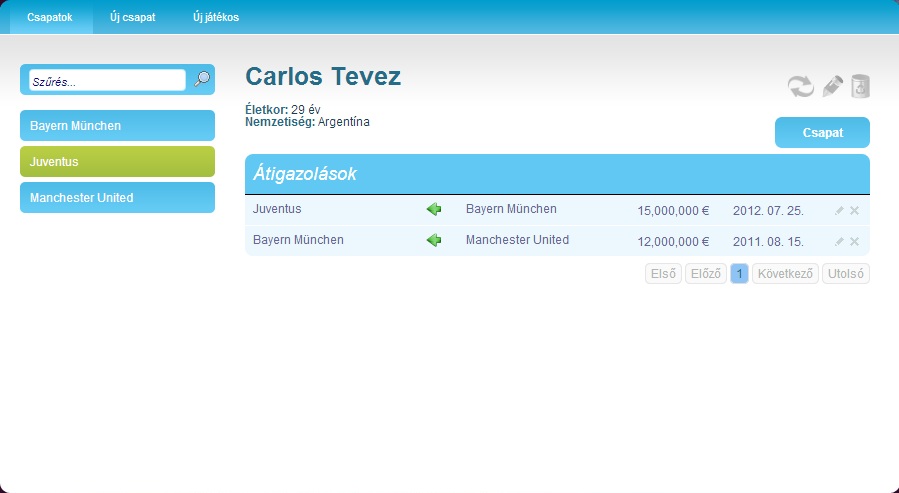 Csapatok Új csapat Új játékos
Szűrés...
Bayern München
Juventus
Manchester United
Carlos Tevez
Életkor: 29 év
Nemzetiség: Argentína
Csapat
Átigazolások
Juventus Bayern München 15,000,000 € 2012. 07. 25.
Bayern München Manchester United 12,000,000 € 2011. 08. 15.
Első Előző 1 Következő Utolsó